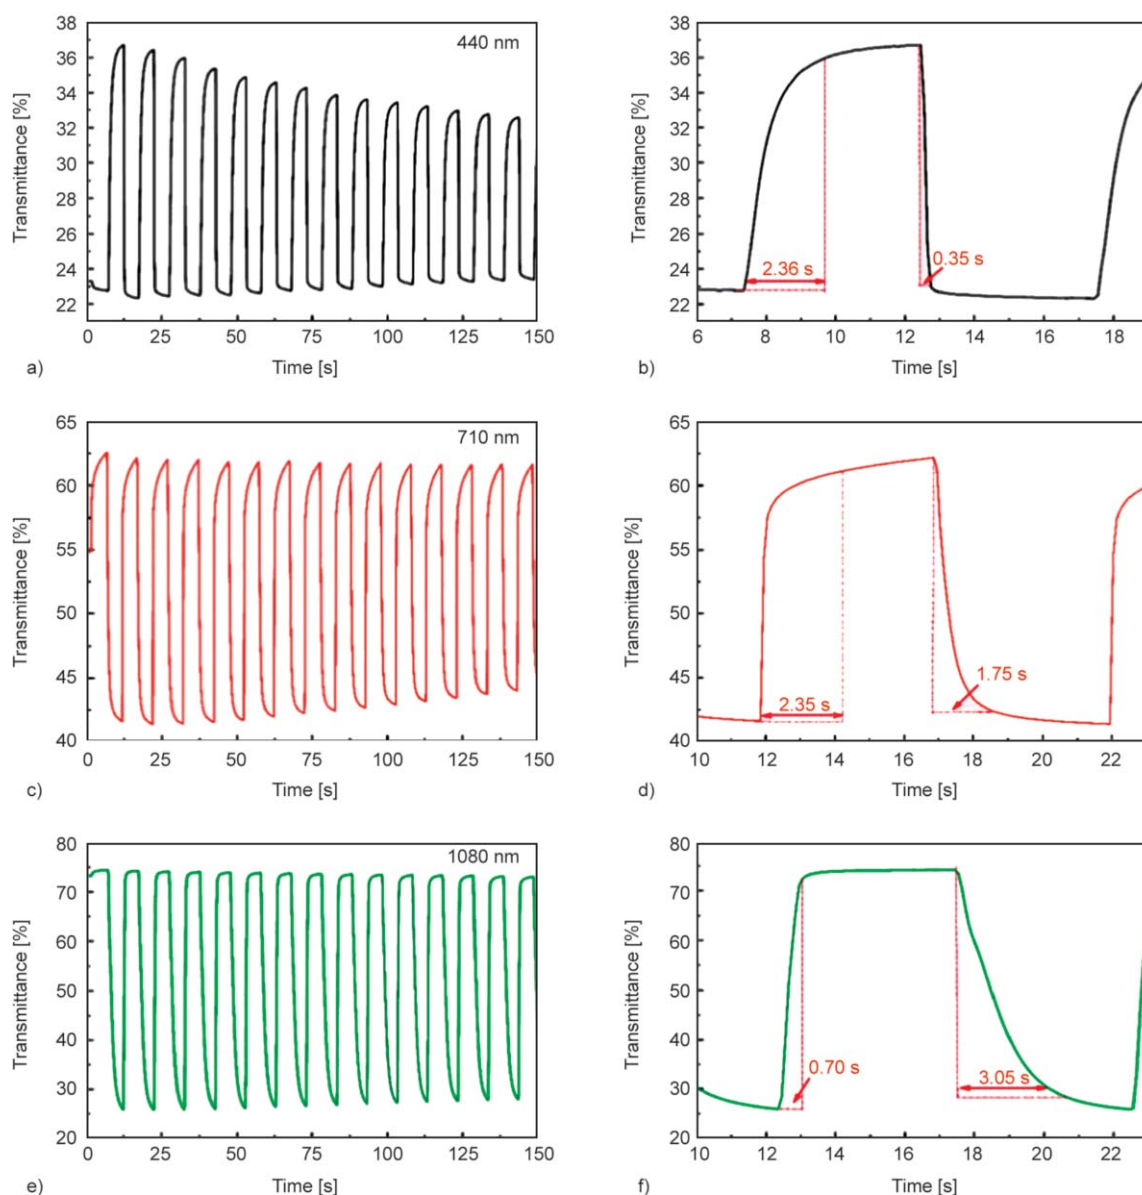 38
36
34
32
30
28
26
24
22
Transmittance [%]
440 nm
0 25 50 75 100 125 150
Time [s]
a)
38
36
34
32
30
28
26
24
22
Transmittance [%]
2.36 s
0.35 s
6 8 10 12 14 16 18
Time [s]
b)
65
60
55
50
45
40
Transmittance [%]
710 nm
0 25 50 75 100 125 150
Time [s]
c)
65
60
55
50
45
40
Transmittance [%]
2.35 s
1.75 s
10 12 14 16 18 20 22
Time [s]
d)
80
70
60
50
40
30
20
Transmittance [%]
1080 nm
0 25 50 75 100 125 150
Time [s]
e)
80
70
60
50
40
30
20
Transmittance [%]
0.70 s
3.05 s
10 12 14 16 18 20 22
Time [s]
f)